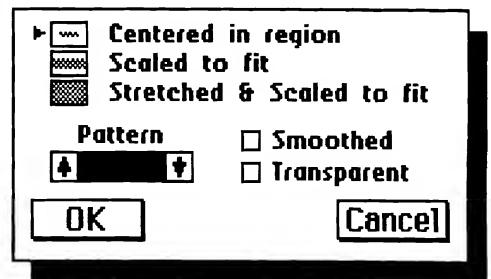 Centered in region
Scaled to fit
Stretched & Scaled to fit
Pattern
Smoothed
Transparent
OK
Cancel